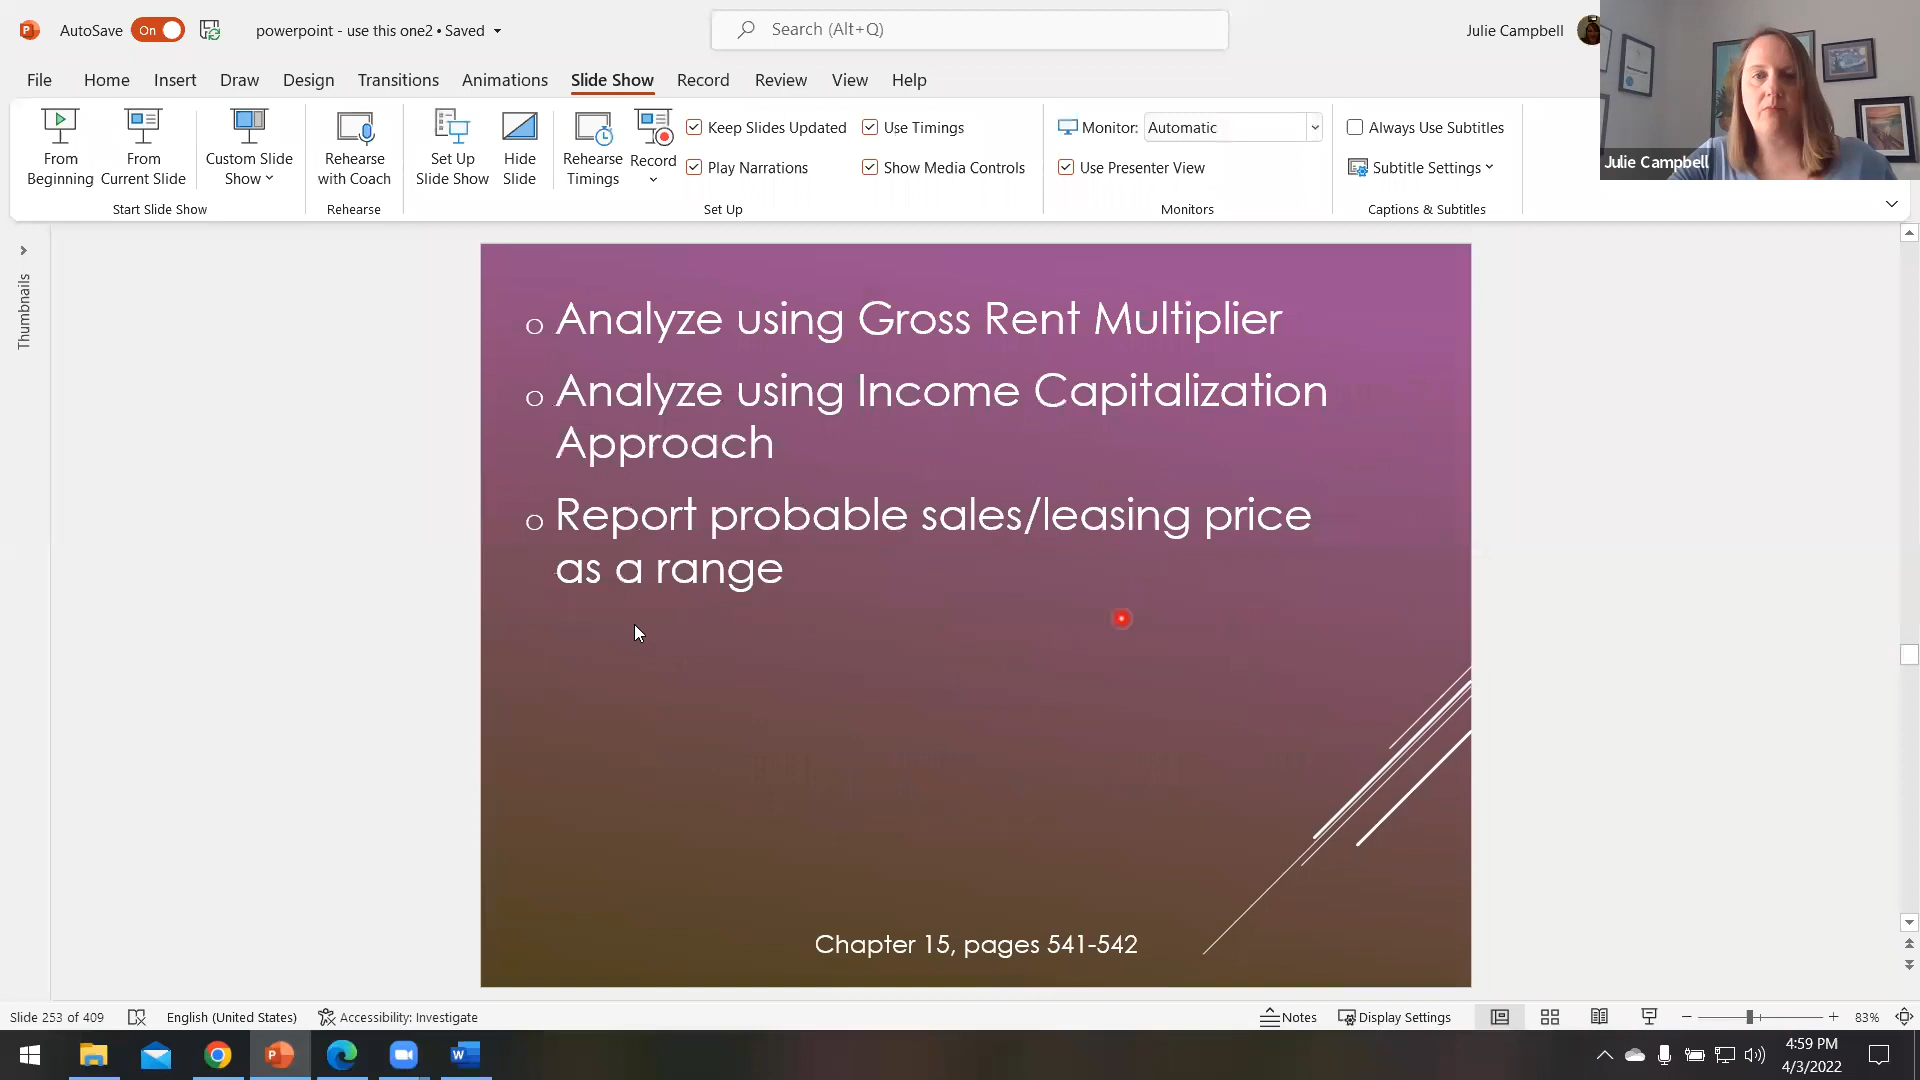 AutoSave On powerpoint - use this one2 • Saved Search (Alt+Q) Julie Campbell
File Home Insert Draw Design Transitions Animations Slide Show Record Review View Help
From Beginning
From Current Slide
Custom Slide Show
Start Slide Show
Rehearse with Coach
Rehearse
Set Up Slide Show
Hide Slide
Rehearse Timings
Record
Keep Slides Updated
Play Narrations
Use Timings
Show Media Controls
Set Up
Monitor: Automatic
Use Presenter View
Monitors
Always Use Subtitles
Subtitle Settings
Captions & Subtitles
Julie Campbell
Thumbnails
o Analyze using Gross Rent Multiplier
o Analyze using Income Capitalization
Approach
o Report probable sales/leasing price
as a range
Chapter 15, pages 541-542
Slide 253 of 409 English (United States) Accessibility: Investigate Notes Display Settings 83%
4:59 PM
4/3/2022